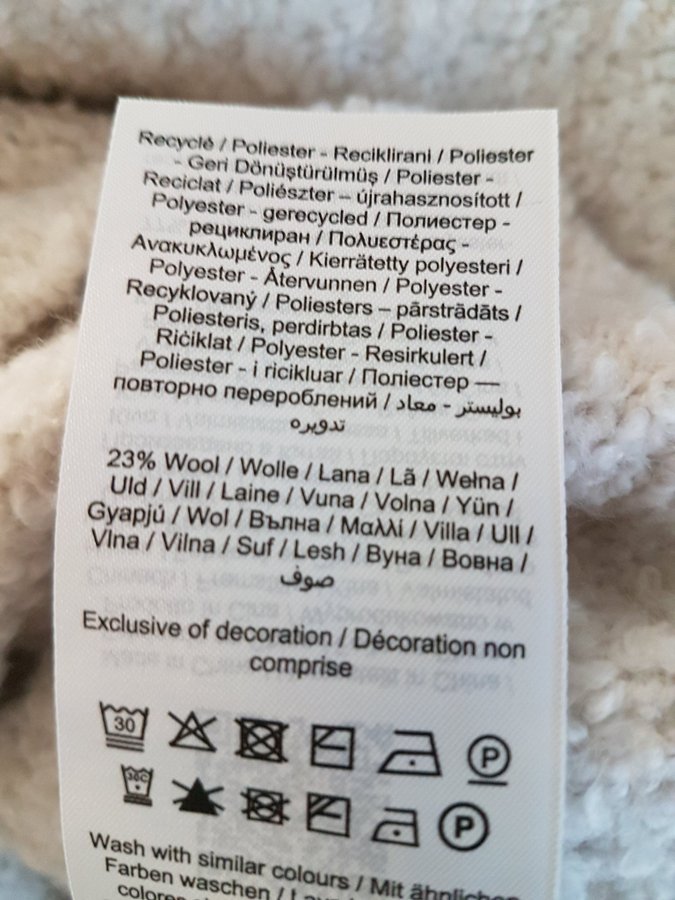 Recyclé / Poliester - Reciklirani / Poliester
- Geri Dönüştürülmüş / Poliester -
Reciclat / Poliészter – újrahasznosított /
Polyester - gerecycled / Полиестер -
рециклиран / Πολυεστέρας -
Ανακυκλωμένος / Kierrätetty polyesteri /
Polyester - Återvunnen / Polyester -
Recyklovaný / Poliesters – pārstrādāts /
Poliesteris, perdirbtas / Poliester -
Ričiklat / Polyester - Resirkulert /
Poliester - i ricikluar / Поліестер —
повторно перероблений / بوليستر - معاد
تدويره
23% Wool / Wolle / Lana / Lã / Wełna /
Uld / Vill / Laine / Vuna / Volna / Yün /
Gyapjú / Wol / Вълна / Μαλλί / Villa / Ull /
Vlna / Vilna / Suf / Lesh / Вуна / Вовна /
صوف
Exclusive of decoration / Décoration non
comprise
30 P
30C P
Wash with similar colours / Mit ähnlichen
Farben waschen /